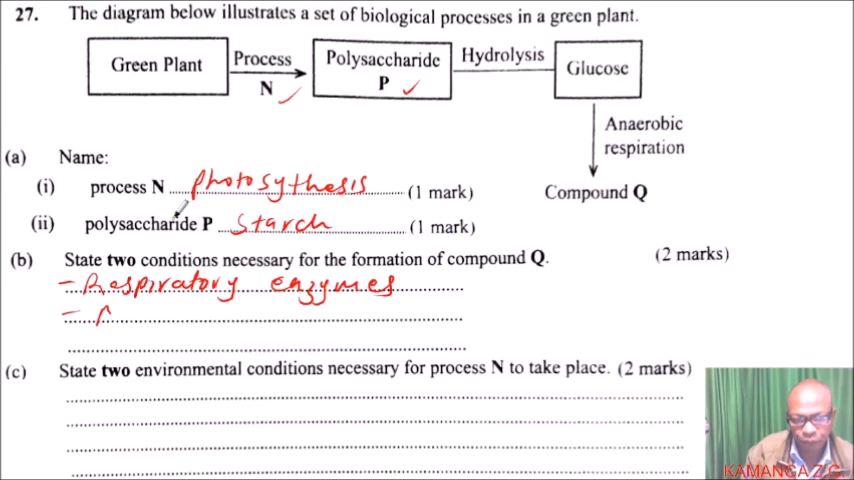 27. The diagram below illustrates a set of biological processes in a green plant.
Green Plant
Process
N
Polysaccharide
P
Hydrolysis
Glucose
Anaerobic
respiration
Compound Q
(a) Name:
(i) process N ........ photosythesis ........ (1 mark)
(ii) polysaccharide P ........ starch ........ (1 mark)
(b) State two conditions necessary for the formation of compound Q. (2 marks)
- Respiratory enzymes
-
(c) State two environmental conditions necessary for process N to take place. (2 marks)
KAMANGA Z G